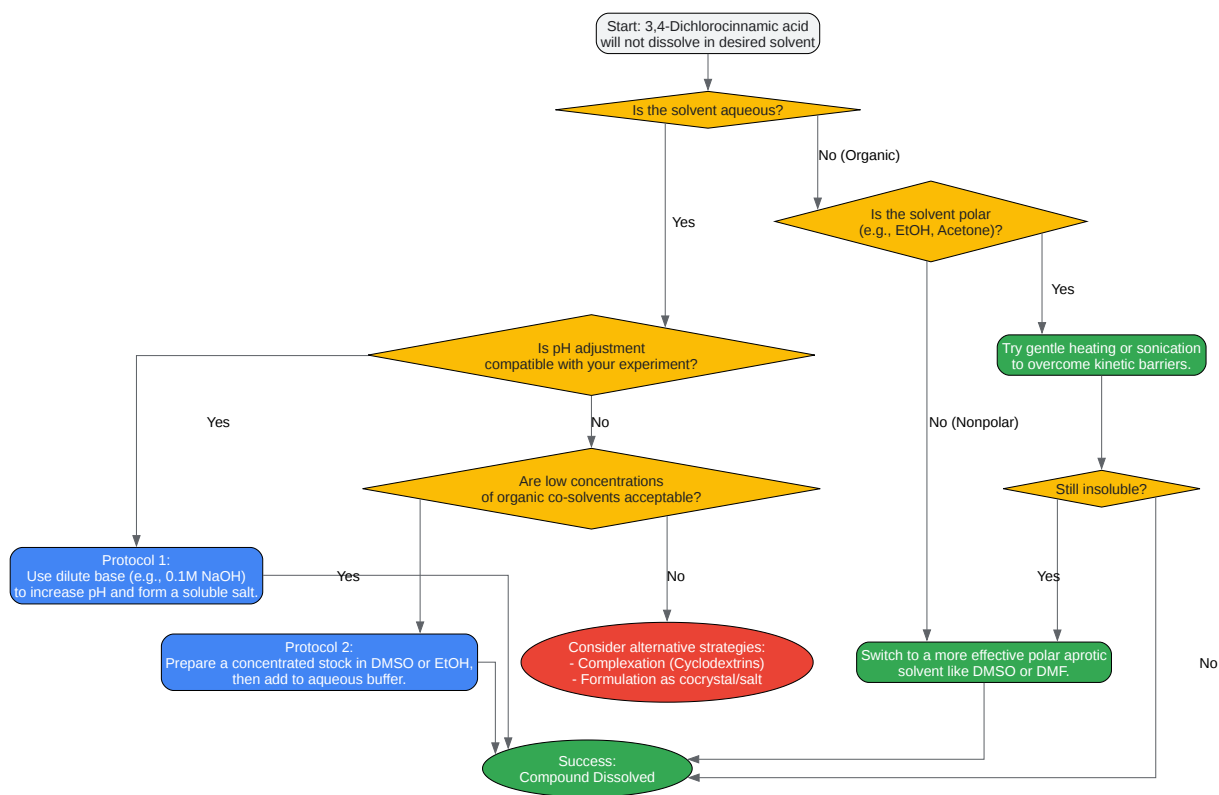 Start: 3,4-Dichlorocinnamic acid
will not dissolve in desired solvent
Is the solvent aqueous?
No (Organic)
Yes
Is the solvent polar
(e.g., EtOH, Acetone)?
Yes
Is pH adjustment
compatible with your experiment?
Try gentle heating or sonication
to overcome kinetic barriers.
Yes
No
No (Nonpolar)
Are low concentrations
of organic co-solvents acceptable?
Still insoluble?
Protocol 1:
Use dilute base (e.g., 0.1M NaOH)
to increase pH and form a soluble salt.
Yes
No
Yes
Protocol 2:
Prepare a concentrated stock in DMSO or EtOH,
then add to aqueous buffer.
Consider alternative strategies:
- Complexation (Cyclodextrins)
- Formulation as cocrystal/salt
Switch to a more effective polar aprotic
solvent like DMSO or DMF.
No
Success:
Compound Dissolved